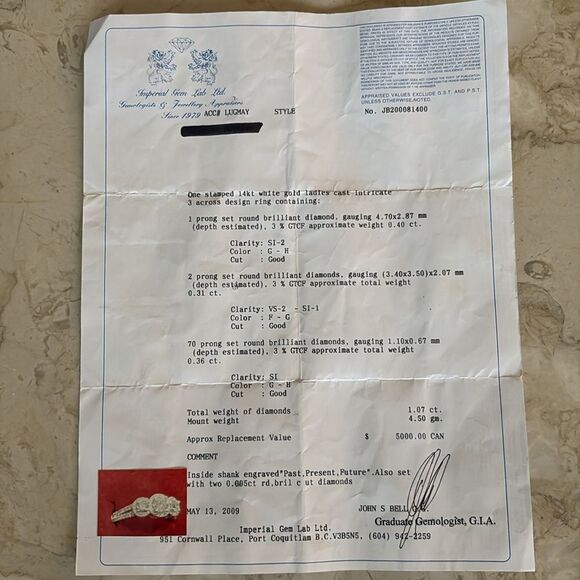 Imperial Gem Lab Ltd.
Gemologists & Jewellery Appraisers
Since 1979
ACC# LUGMAY STYLE
APPRAISED VALUES EXCLUDE G.S.T. AND P.S.T.
UNLESS OTHERWISE NOTED.
No. JB200081400
One stamped 14kt white gold ladies cast intricate
3 across design ring containing:
1 prong set round brilliant diamond, gauging 4.70x2.87 mm
(depth estimated), 3 % GTCF approximate weight 0.40 ct.
Clarity: SI-2
Color : G - H
Cut : Good
2 prong set round brilliant diamonds, gauging (3.40x3.50)x2.07 mm
(depth estimated), 3 % GTCF approximate total weight
0.31 ct.
Clarity: VS-2 - SI-1
Color : F - G
Cut : Good
70 prong set round brilliant diamonds, gauging 1.10x0.67 mm
(depth estimated), 3 % GTCF approximate total weight
0.36 ct.
Clarity: SI
Color : G - H
Cut : Good
Total weight of diamonds 1.07 ct.
Mount weight 4.50 gm.
Approx Replacement Value $ 5000.00 CAN
COMMENT
Inside shank engraved"Past,Present,Future".Also set
with two 0.005ct rd,bril cut diamonds
MAY 13, 2009
JOHN S BELL G.G.
Graduate Gemologist, G.I.A.
Imperial Gem Lab Ltd.
951 Cornwall Place, Port Coquitlam B.C.V3B5N5, (604) 942-2259